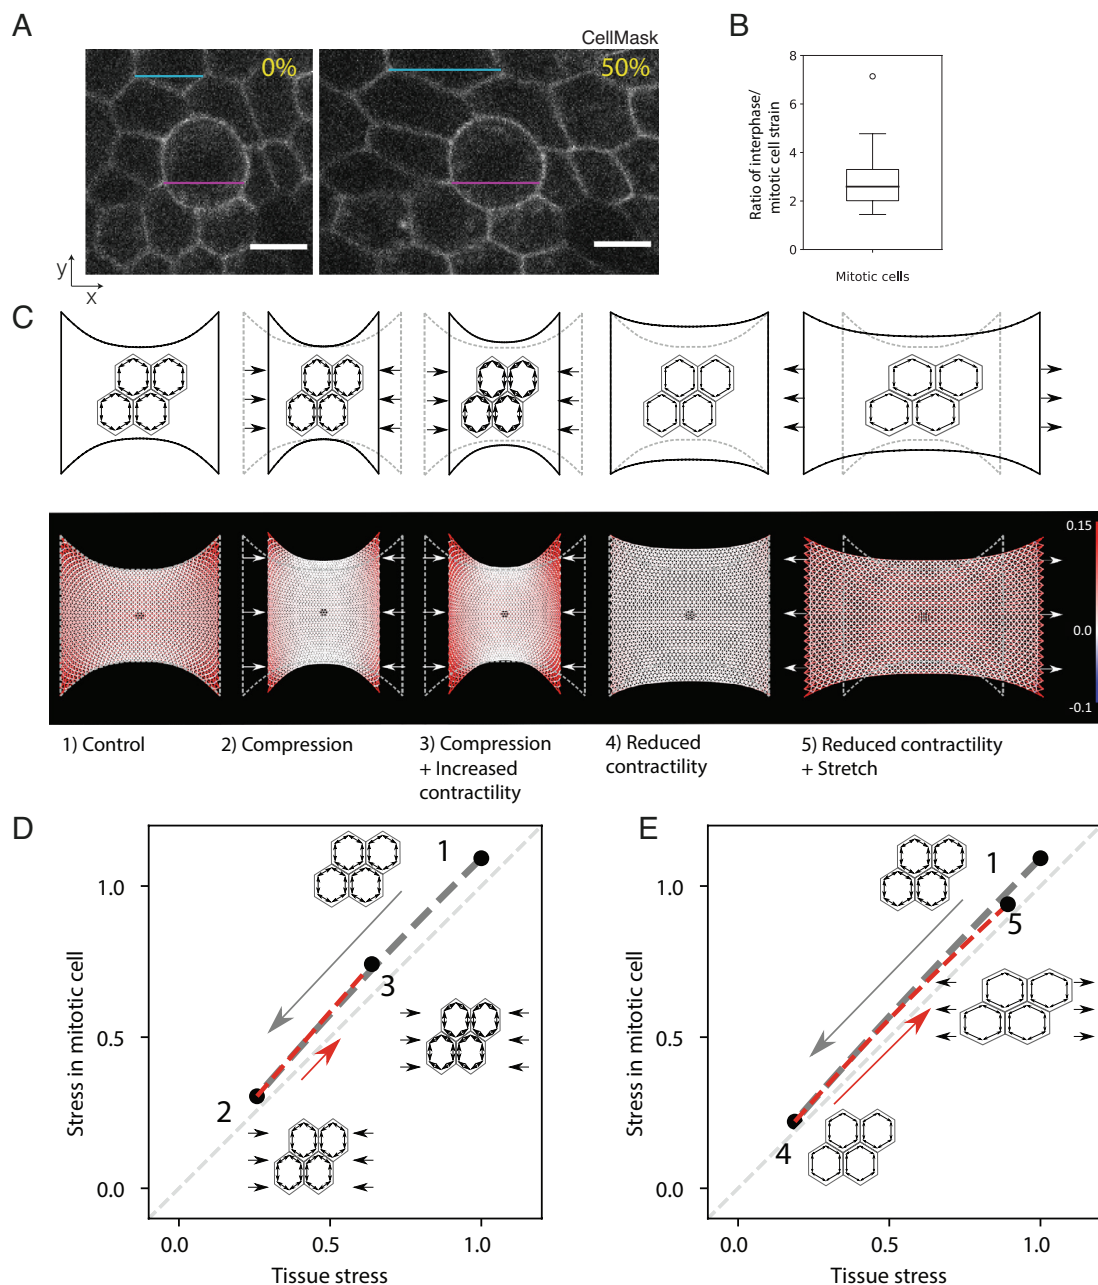 A
CellMask
0%
50%
y
x
B
Ratio of interphase/
mitotic cell strain
8
6
4
2
0
Mitotic cells
C
0.15
0.0
-0.1
1) Control
2) Compression
3) Compression
+ Increased
contractility
4) Reduced
contractility
5) Reduced contractility
+ Stretch
D
Stress in mitotic cell
1.0
0.5
0.0
1
3
2
0.0
0.5
1.0
Tissue stress
E
Stress in mitotic cell
1.0
0.5
0.0
1
5
4
0.0
0.5
1.0
Tissue stress